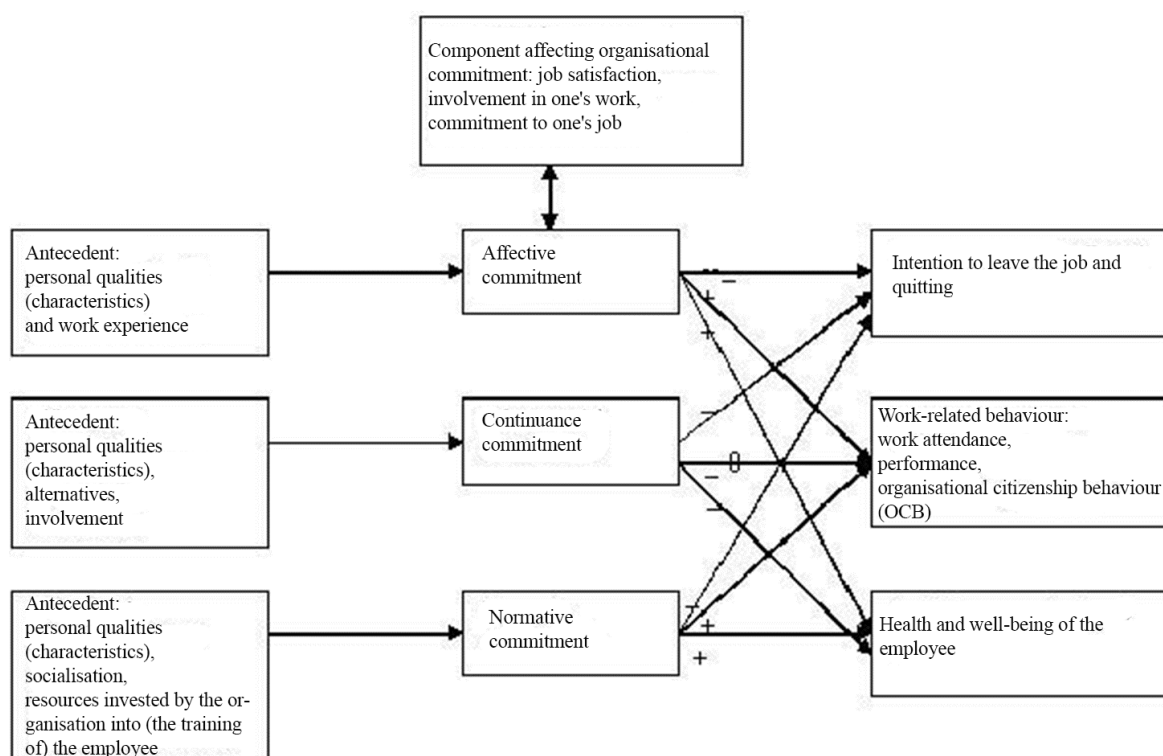 Component affecting organisational
commitment: job satisfaction,
involvement in one's work,
commitment to one's job
Antecedent:
personal qualities
(characteristics)
and work experience
Affective
commitment
Intention to leave the job and
quitting
--
–
+
+
Antecedent:
personal qualities
(characteristics),
alternatives,
involvement
Continuance
commitment
Work-related behaviour:
work attendance,
performance,
organisational citizenship behaviour
(OCB)
–
0
–
–
Antecedent:
personal qualities
(characteristics),
socialisation,
resources invested by the or-
ganisation into (the training
of) the employee
Normative
commitment
Health and well-being of the
employee
–
+
+